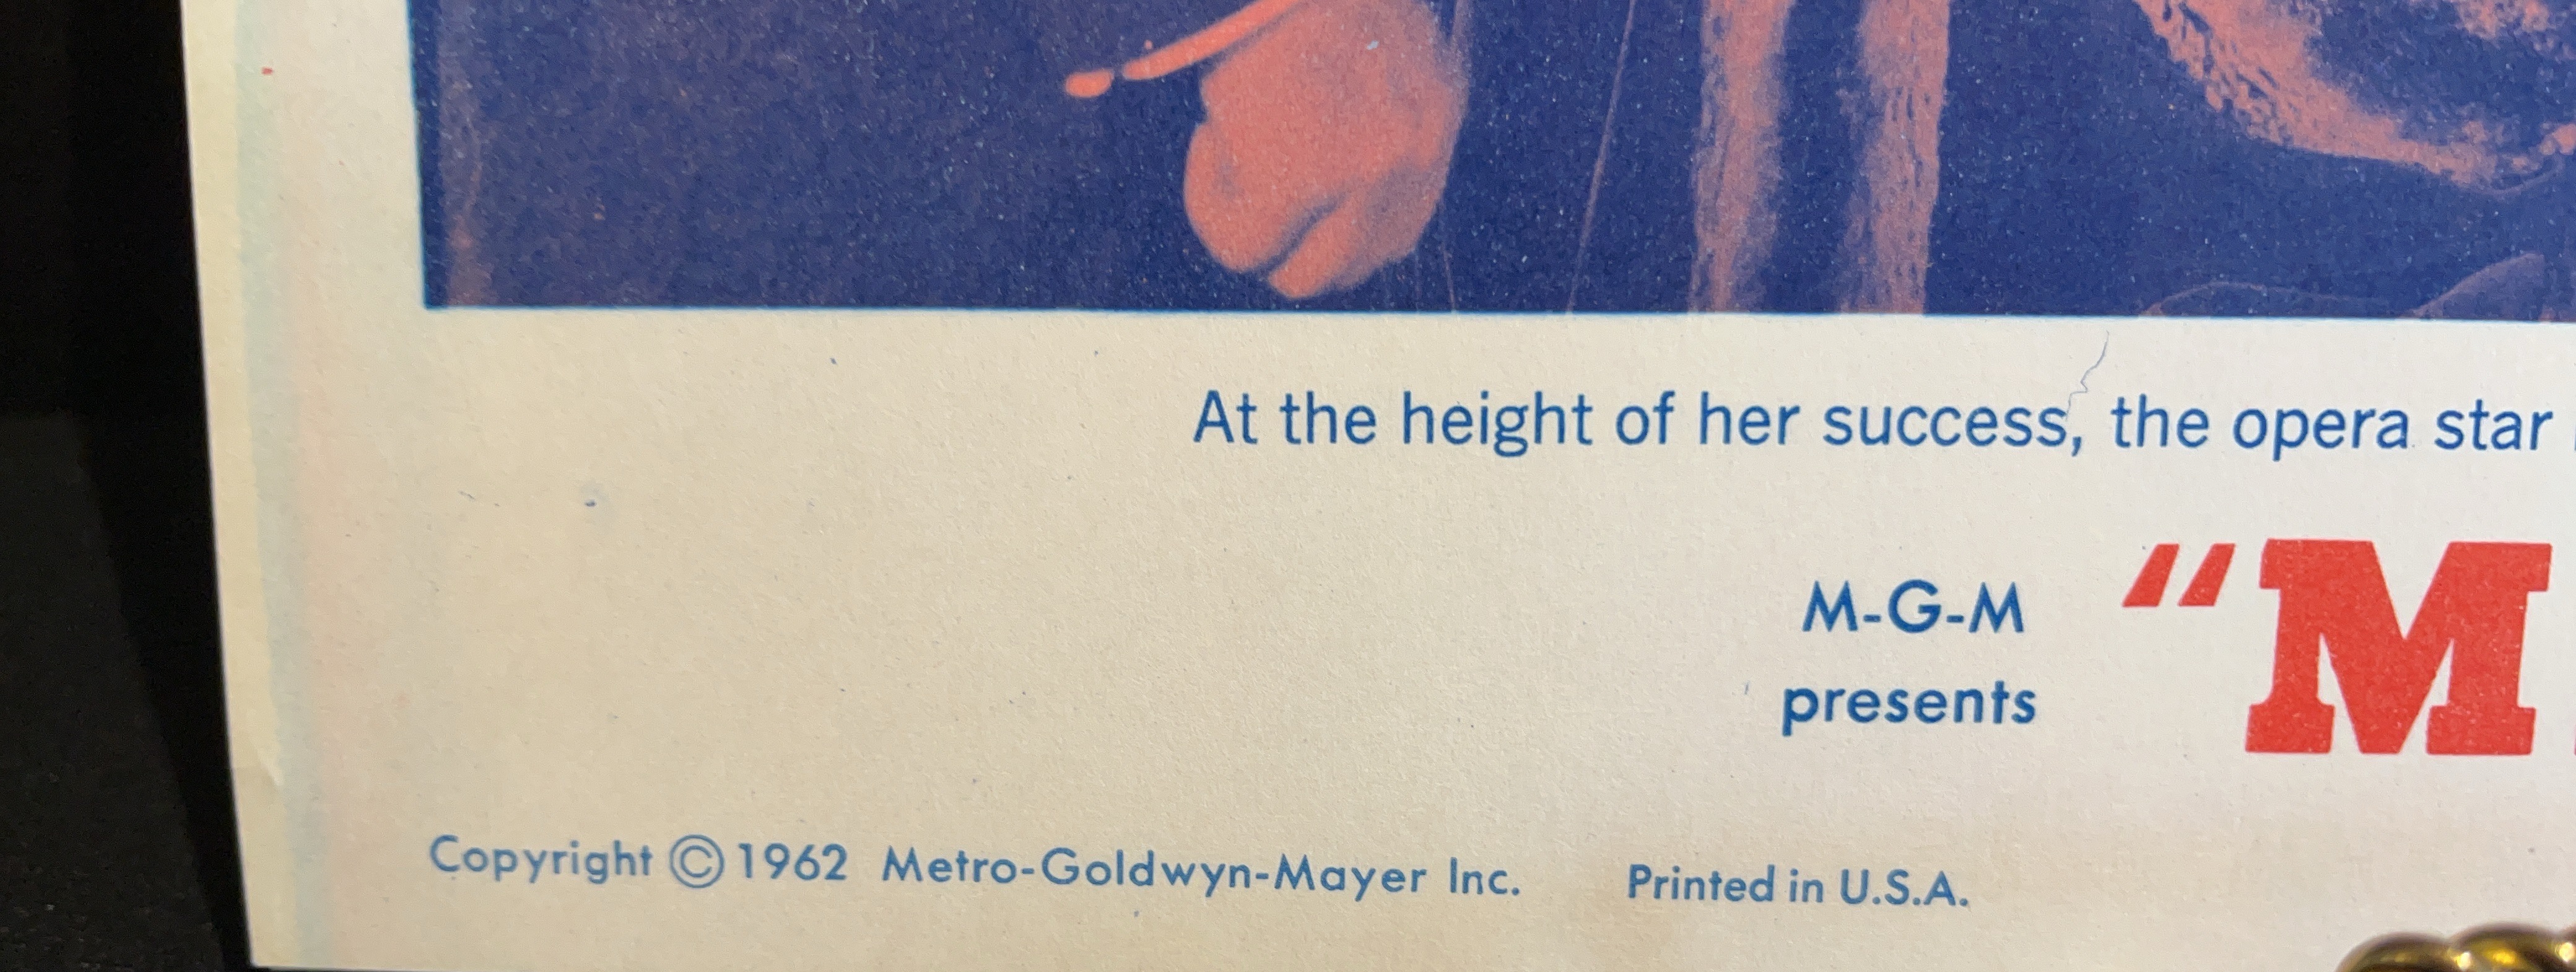 At the height of her success, the opera star
M-G-M "M
presents
Copyright © 1962 Metro-Goldwyn-Mayer Inc. Printed in U.S.A.